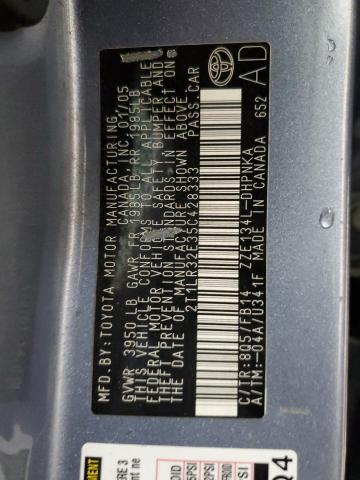 MFD.BY:TOYOTA MOTOR MANUFACTURING
CANADA INC. 01/05
GVWR 3950LB GAWR FR 1985LB RR 1985LB
THIS VEHICLE CONFORMS TO ALL APPLICABLE
FEDERAL MOTOR VEHICLE SAFETY BUMPER AND
THEFT PREVENTION STANDARDS IN EFFECT ON
THE DATE OF MANUFACTURE SHOWN ABOVE.
2T1LR32E35C428333 PASS.CAR
C/TR:8Q5/FB14 ZZE134L-DHPNKA
A/TM:-04A/U341F MADE IN CANADA 652
AD
Q4